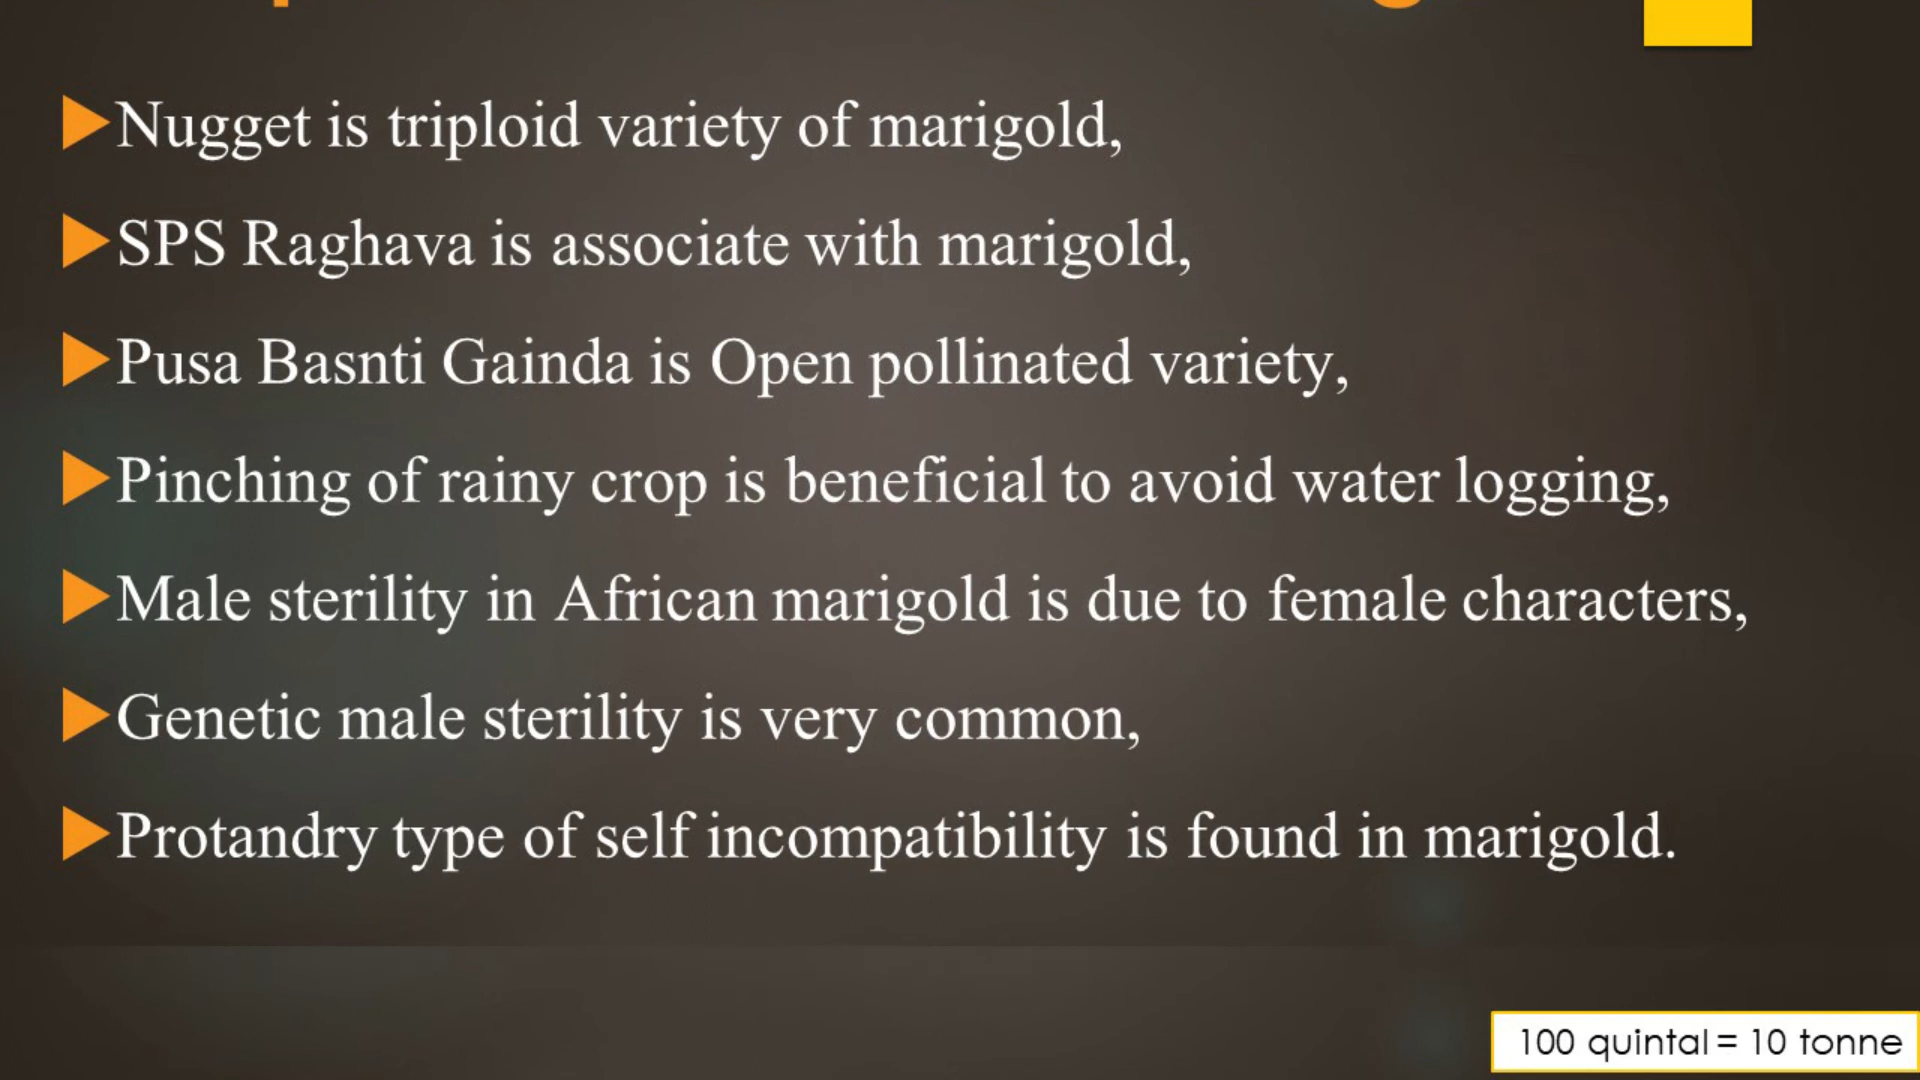 Nugget is triploid variety of marigold,
SPS Raghava is associate with marigold,
Pusa Basnti Gainda is Open pollinated variety,
Pinching of rainy crop is beneficial to avoid water logging,
Male sterility in African marigold is due to female characters,
Genetic male sterility is very common,
Protandry type of self incompatibility is found in marigold.
100 quintal = 10 tonne